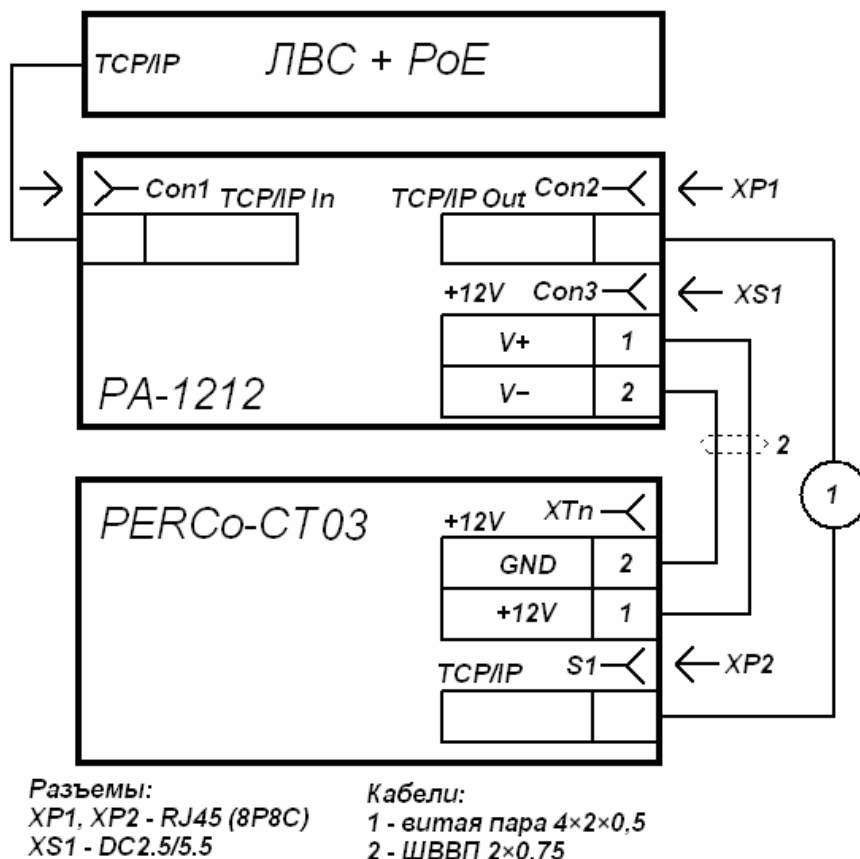 TCP/IP ЛВС + PoE
Con1 TCP/IP In TCP/IP Out Con2 XP1
+12V Con3 XS1
V+ 1
PA-1212 V− 2
2
1
PERCo-CT03 +12V XTn
GND 2
+12V 1
TCP/IP S1 XP2
Разъемы:
XP1, XP2 - RJ45 (8P8C)
XS1 - DC2.5/5.5
Кабели:
1 - витая пара 4×2×0,5
2 - ШВВП 2×0.75